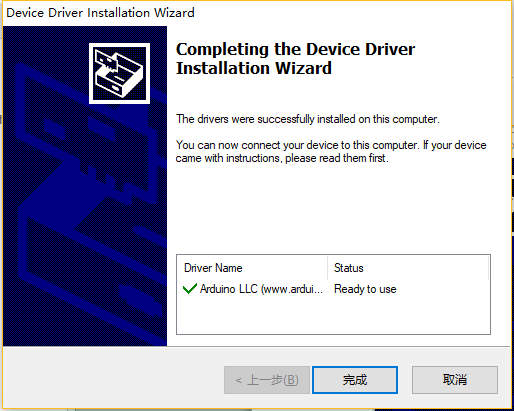 Device Driver Installation Wizard
Completing the Device Driver
Installation Wizard
The drivers were successfully installed on this computer.
You can now connect your device to this computer. If your device
came with instructions, please read them first.
Driver Name Status
Arduino LLC (www.ardui... Ready to use
< 上一步(B) 完成 取消